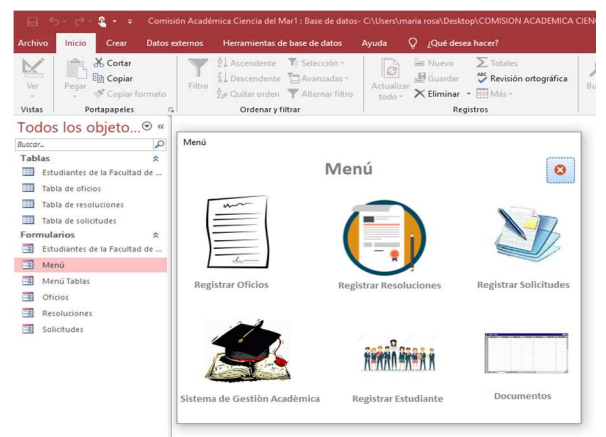 Comisión Académica Ciencia del Mar1 : Base de datos- C:\Users\maria rosa\Desktop\COMISION ACADEMICA CIEN
Archivo Inicio Crear Datos externos Herramientas de base de datos Ayuda ¿Qué desea hacer?
Ver
Vistas
Pegar
Cortar
Copiar
Copiar formato
Portapapeles
Filtro
Ascendente
Descendente
Quitar orden
Selección
Avanzadas
Alternar filtro
Ordenar y filtrar
Actualizar
todo
Nuevo
Guardar
Eliminar
Totales
Revisión ortográfica
Más
Registros
Bu
Todos los objeto...
Buscar...
Tablas
Estudiantes de la Facultad de ...
Tabla de oficios
Tabla de resoluciones
Tabla de solicitudes
Formularios
Estudiantes de la Facultad de ...
Menú
Menú Tablas
Oficios
Resoluciones
Solicitudes
Menú
Menú
Registrar Oficios
Registrar Resoluciones
Registrar Solicitudes
Sistema de Gestiòn Acadèmica
Registrar Estudiante
Documentos